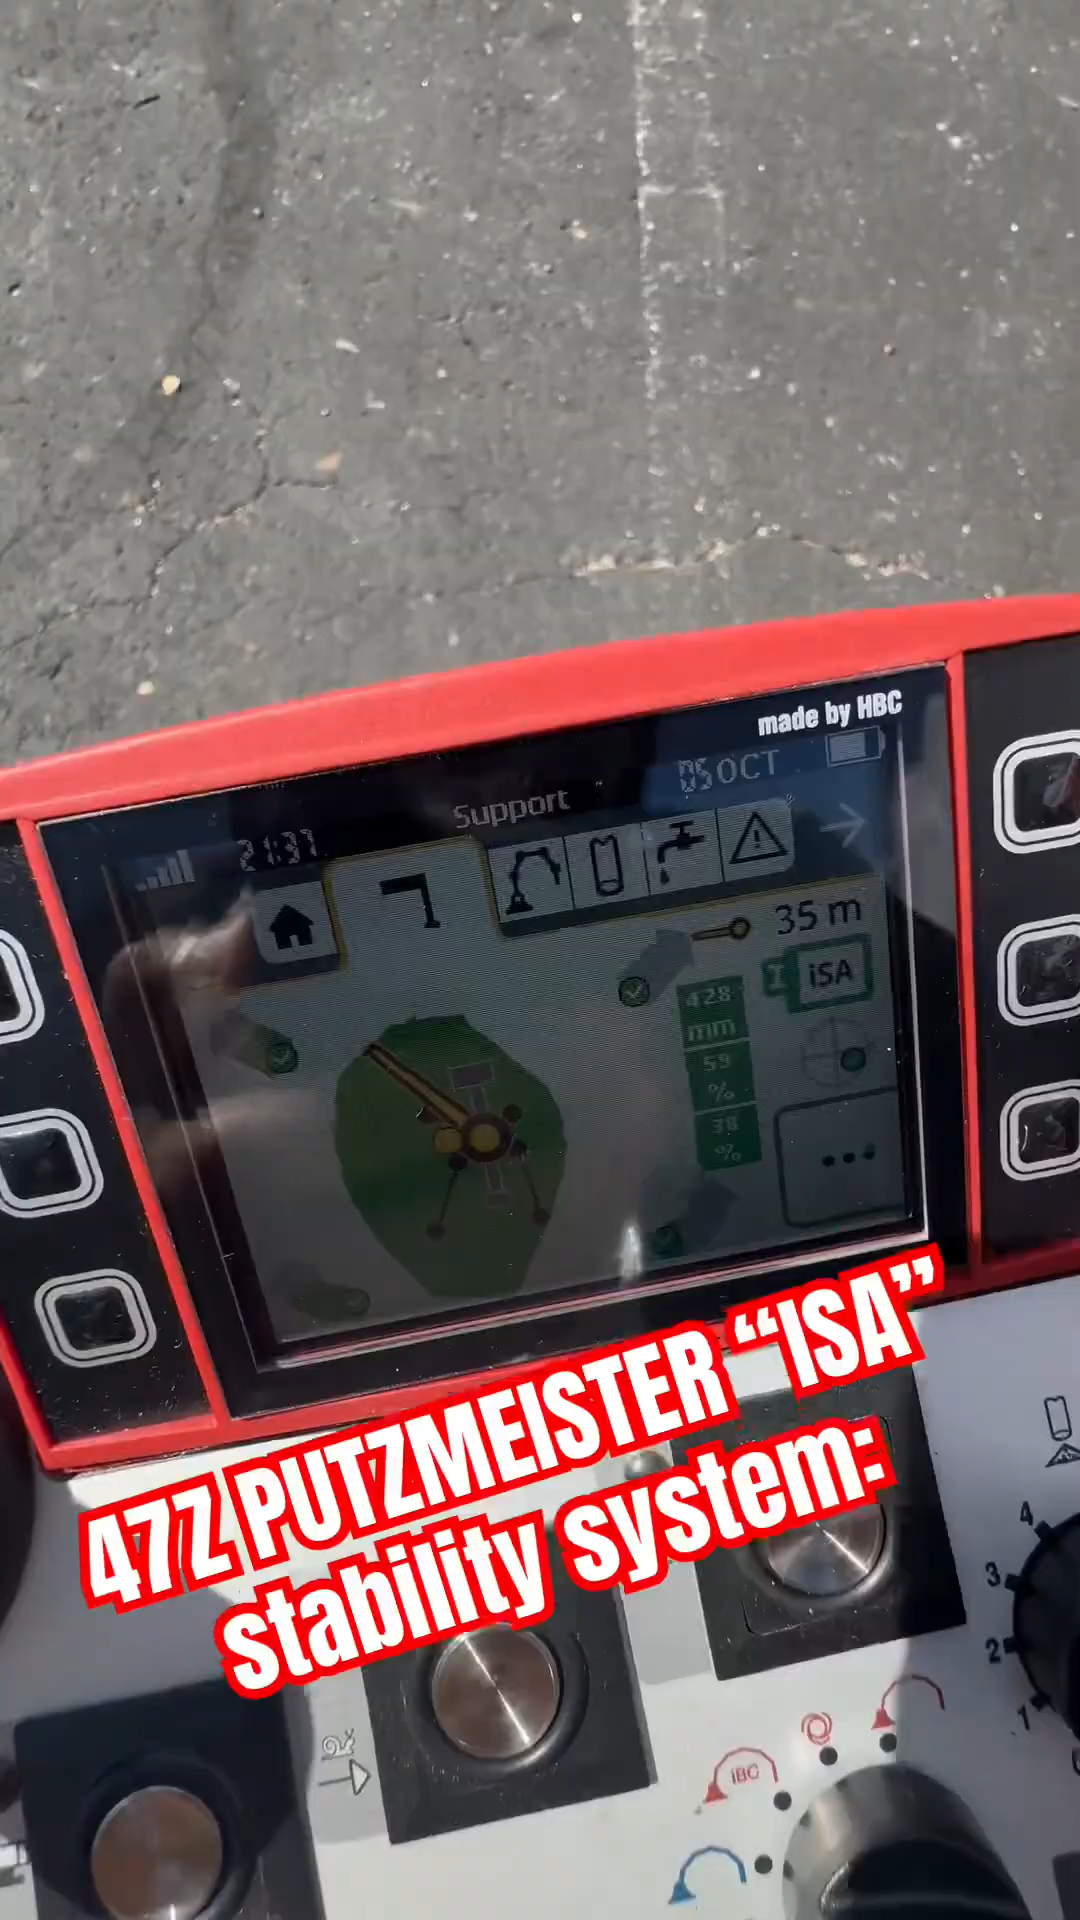 made by HBC
21:37
Support
05 OCT
35 m
iSA
428
mm
59
%
38
%
47Z PUTZMEISTER “ISA”
stability system:
4
3
2
1
iBC